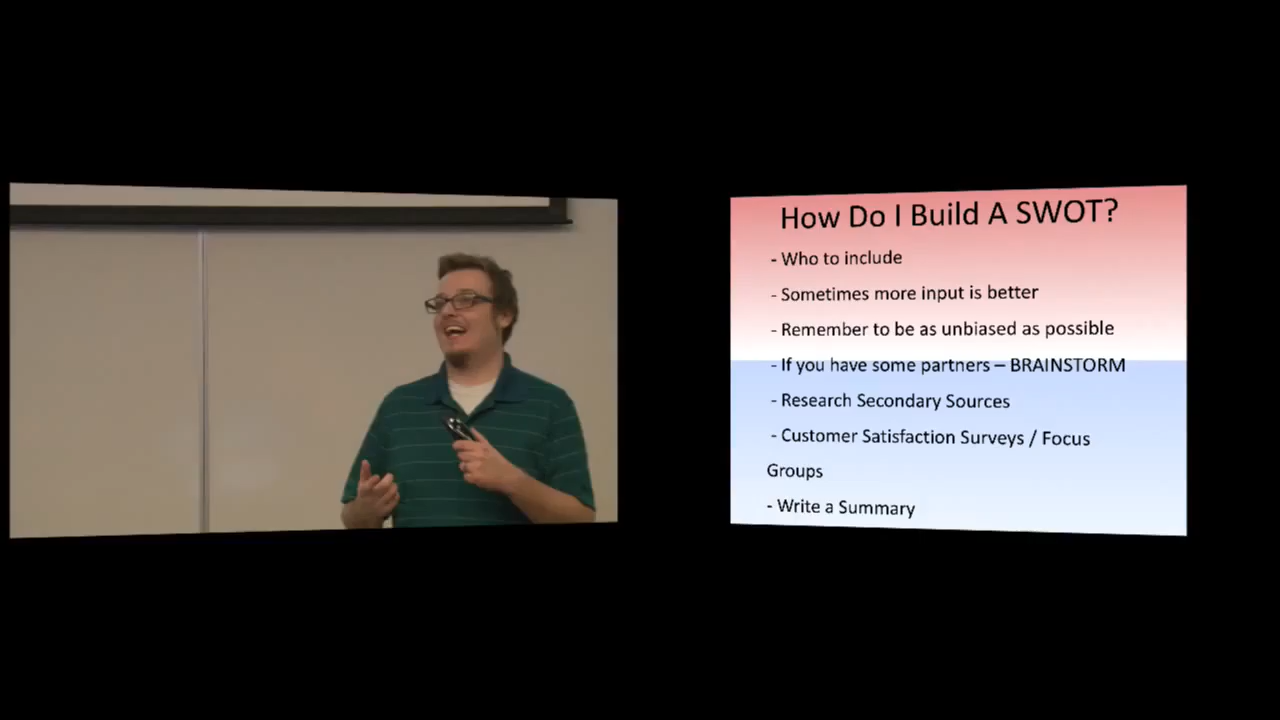 How Do I Build A SWOT?
- Who to include
- Sometimes more input is better
- Remember to be as unbiased as possible
- If you have some partners – BRAINSTORM
- Research Secondary Sources
- Customer Satisfaction Surveys / Focus
Groups
- Write a Summary